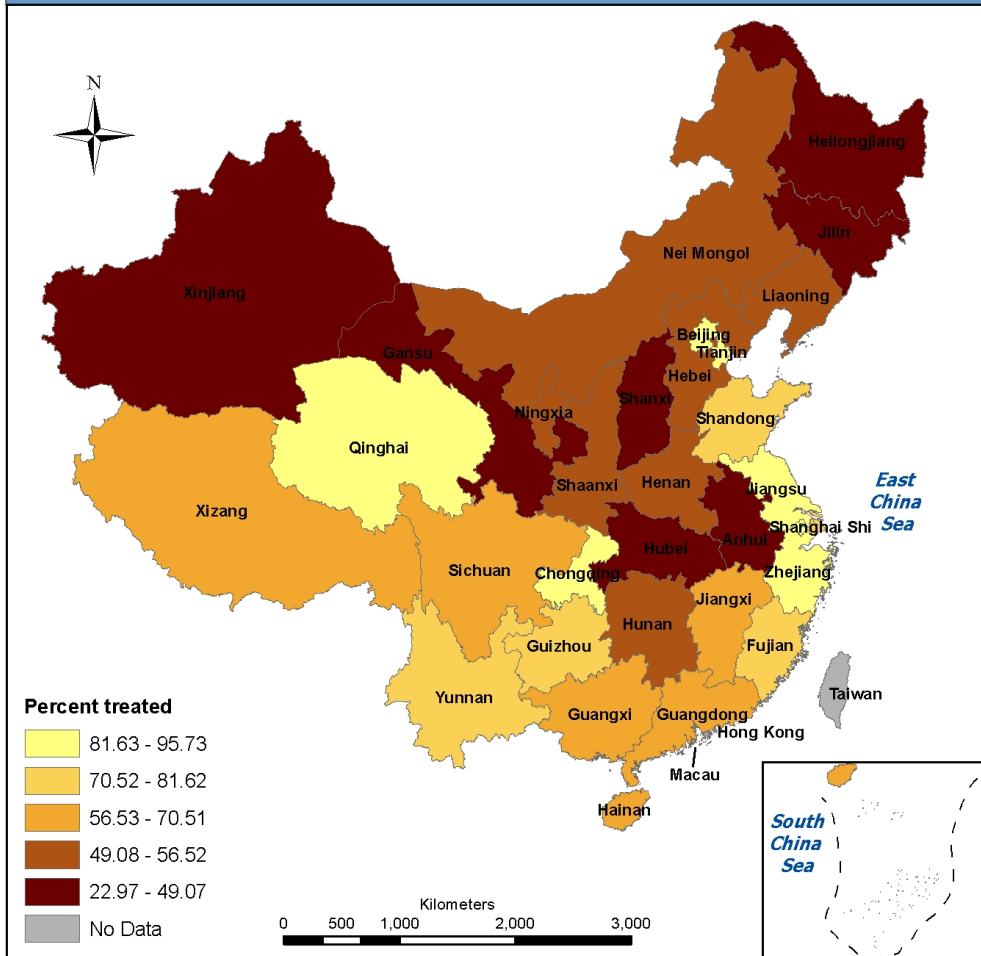 N
Heilongjiang
Jilin
Nei Mongol
Liaoning
Xinjiang
Beijing
Tianjin
Gansu
Hebei
Shanxi
Ningxia
Shandong
Qinghai
Shaanxi
Henan
Jiangsu
East
China
Sea
Xizang
Shanghai Shi
Anhui
Hubei
Sichuan
Chongqing
Zhejiang
Jiangxi
Hunan
Guizhou
Fujian
Yunnan
Taiwan
Guangxi
Guangdong
Hong Kong
Macau
Hainan
Percent treated
81.63 - 95.73
70.52 - 81.62
56.53 - 70.51
49.08 - 56.52
22.97 - 49.07
No Data
Kilometers
0 500 1,000 2,000 3,000
South
China
Sea